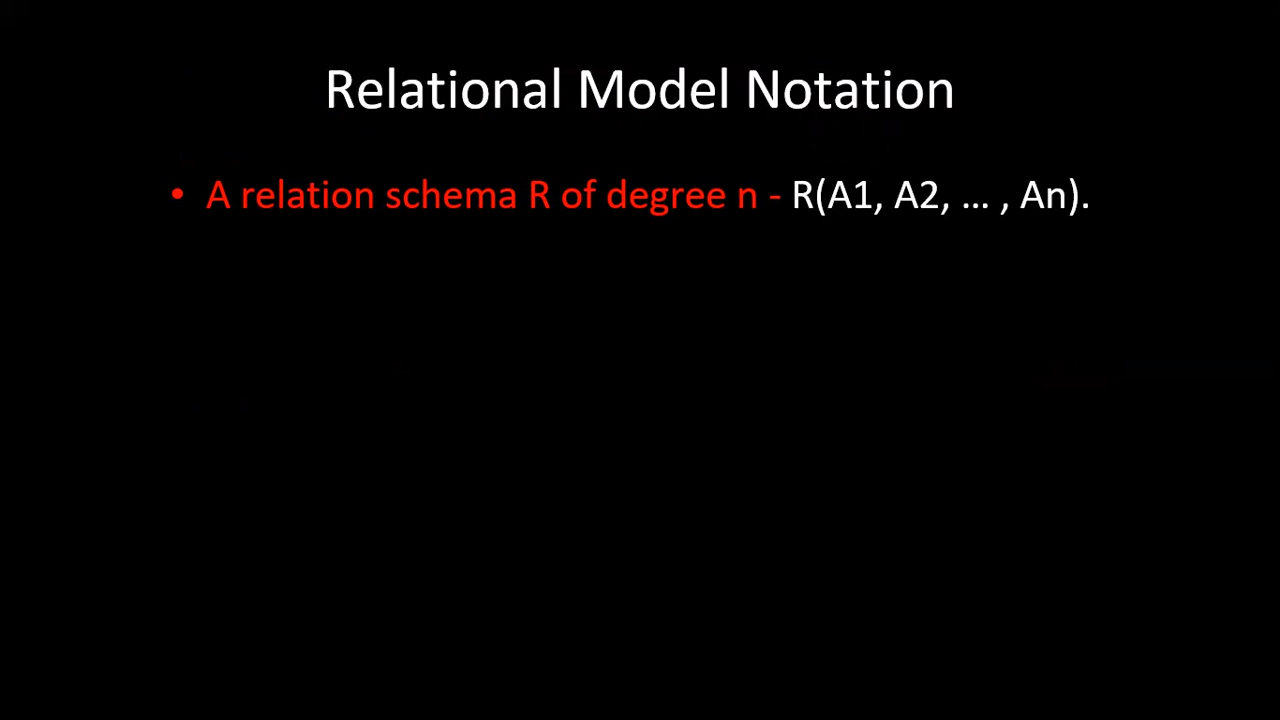 Relational Model Notation
• A relation schema R of degree n - R(A1, A2, … , An).